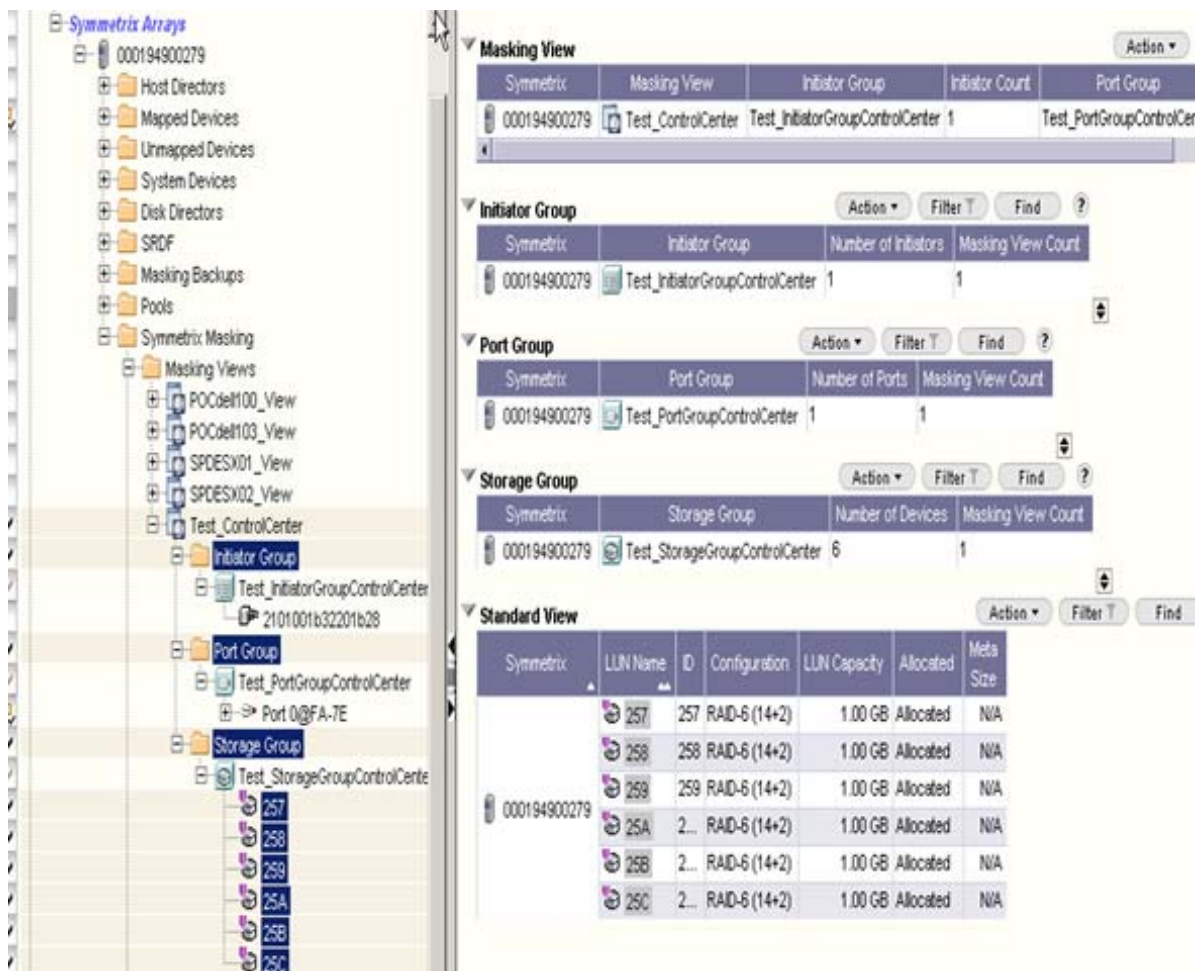 Symmetrix Arrays
000194900279
Host Directors
Mapped Devices
Unmapped Devices
System Devices
Disk Directors
SRDF
Masking Backups
Pools
Symmetrix Masking
Masking Views
POCdell100_View
POCdell103_View
SPDESX01_View
SPDESX02_View
Test_ControlCenter
Initiator Group
Test_InitiatorGroupControlCenter
2101001b32201b28
Port Group
Test_PortGroupControlCenter
Port 0@FA-7E
Storage Group
Test_StorageGroupControlCente
257
258
259
25A
25B
25C
Masking View Action
Symmetrix Masking View Initiator Group Initiator Count Port Group
000194900279 Test_ControlCenter Test_InitiatorGroupControlCenter 1 Test_PortGroupControlCer
Initiator Group Action Filter Find ?
Symmetrix Initiator Group Number of Initiators Masking View Count
000194900279 Test_InitiatorGroupControlCenter 1 1
Port Group Action Filter Find ?
Symmetrix Port Group Number of Ports Masking View Count
000194900279 Test_PortGroupControlCenter 1 1
Storage Group Action Filter Find ?
Symmetrix Storage Group Number of Devices Masking View Count
000194900279 Test_StorageGroupControlCenter 6 1
Standard View Action Filter Find
Symmetrix LUN Name ID Configuration LUN Capacity Allocated Meta Size
000194900279
257 257 RAID-6 (14+2) 1.00 GB Allocated N/A
258 258 RAID-6 (14+2) 1.00 GB Allocated N/A
259 259 RAID-6 (14+2) 1.00 GB Allocated N/A
25A 2... RAID-6 (14+2) 1.00 GB Allocated N/A
25B 2... RAID-6 (14+2) 1.00 GB Allocated N/A
25C 2... RAID-6 (14+2) 1.00 GB Allocated N/A